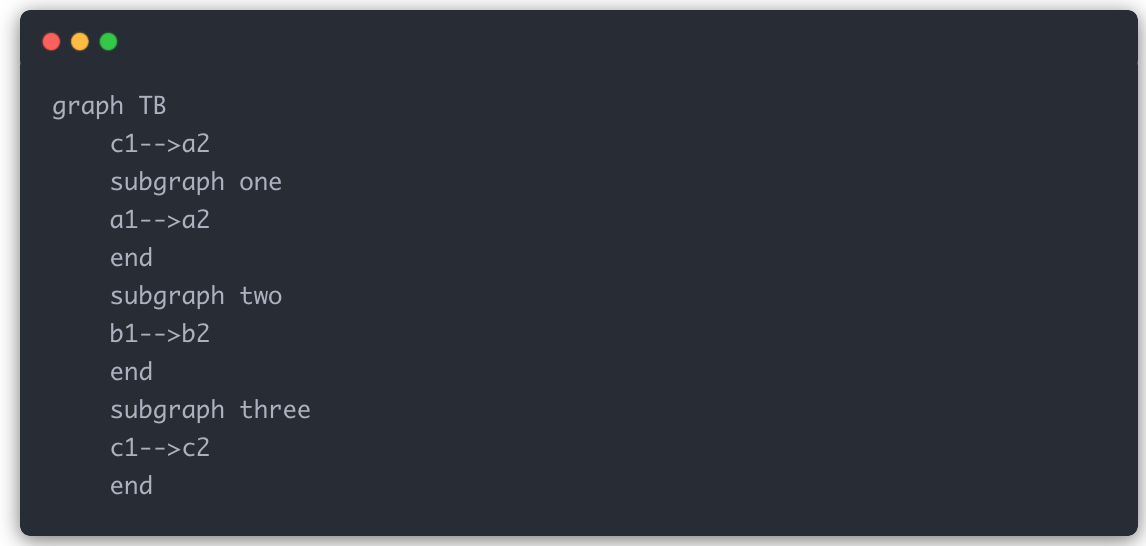 graph TB
    c1-->a2
    subgraph one
    a1-->a2
    end
    subgraph two
    b1-->b2
    end
    subgraph three
    c1-->c2
    end